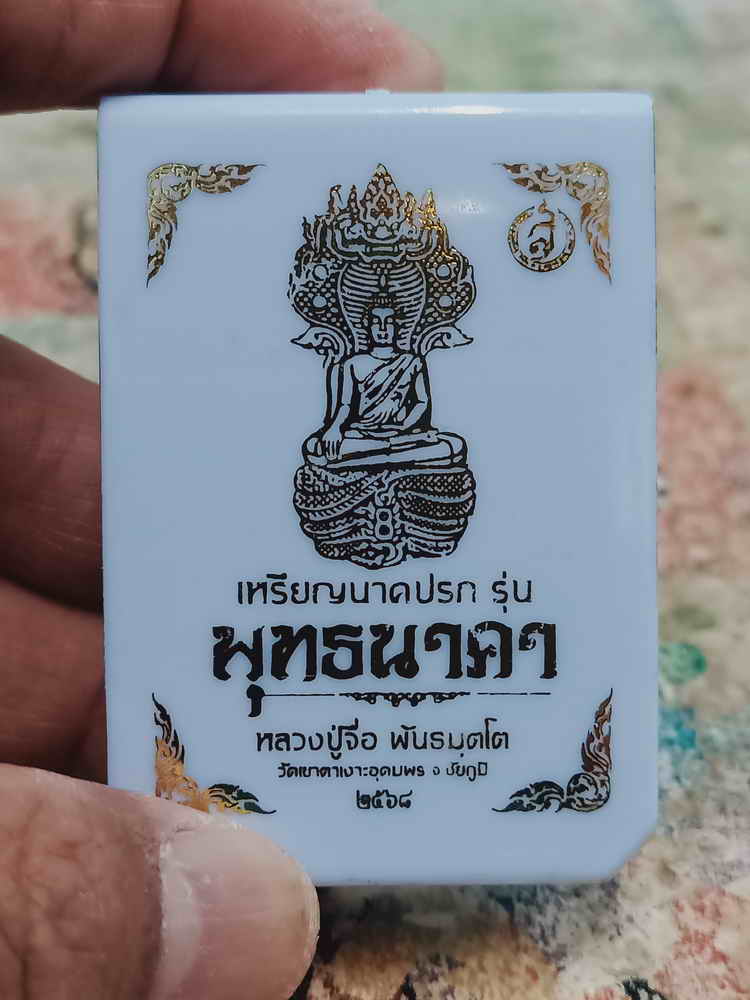 เหรียญนาคปรก รุ่น
พุทธนาคา
หลวงปู่จื่อ พันธมุตโต
วัดเขาตาเงาะอุดมพร จ ชัยภูมิ
๒๕๖๘